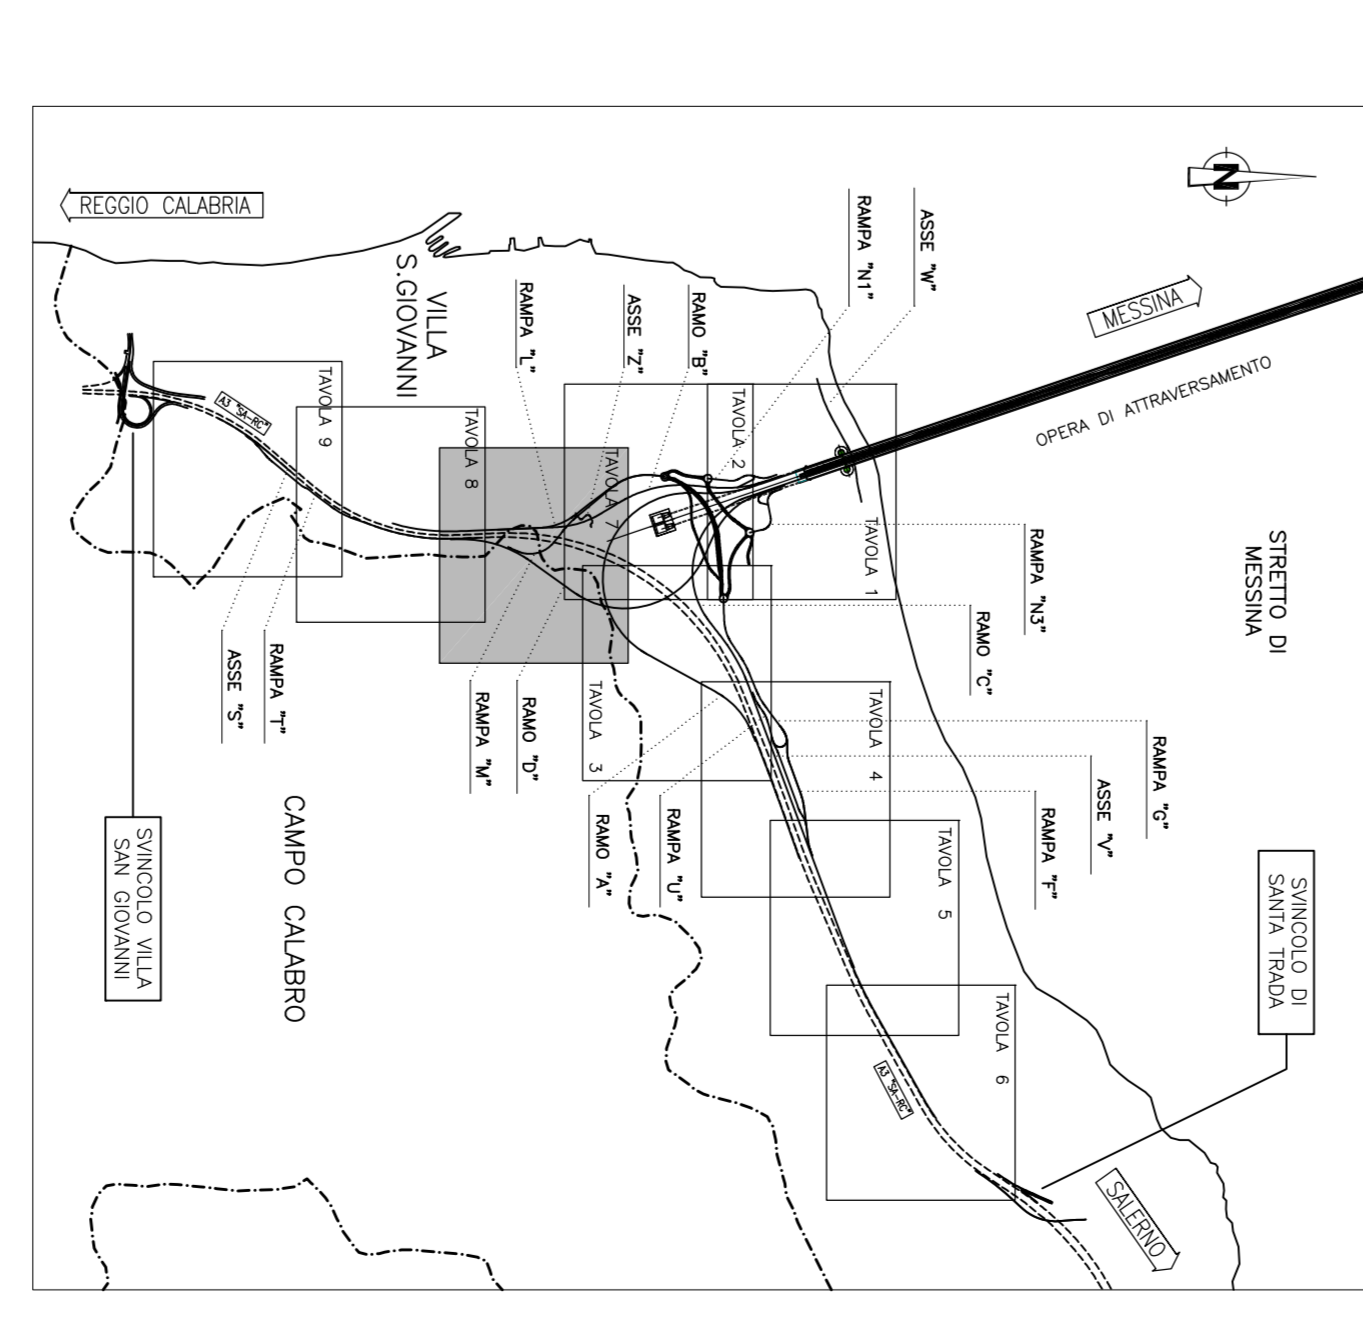 REGGIO CALABRIA
N
MESSINA
OPERA DI ATTRAVERSAMENTO
ASSE "W"
RAMPA "N1"
RAMO "B"
ASSE "Z"
RAMPA "L"
VILLA
S.GIOVANNI
TAVOLA 9
A3 "SA-RC"
TAVOLA 8
TAVOLA 7
TAVOLA 2
TAVOLA 1
STRETTO DI
MESSINA
RAMPA "N3"
RAMO "C"
RAMPA "G"
ASSE "V"
RAMPA "F"
TAVOLA 3
TAVOLA 4
TAVOLA 5
TAVOLA 6
RAMPA "T"
ASSE "S"
RAMO "D"
RAMPA "M"
RAMPA "U"
RAMO "A"
CAMPO CALABRO
SVINCOLO VILLA
SAN GIOVANNI
SVINCOLO DI
SANTA TRADA
A3 "SA-RC"
SALERNO